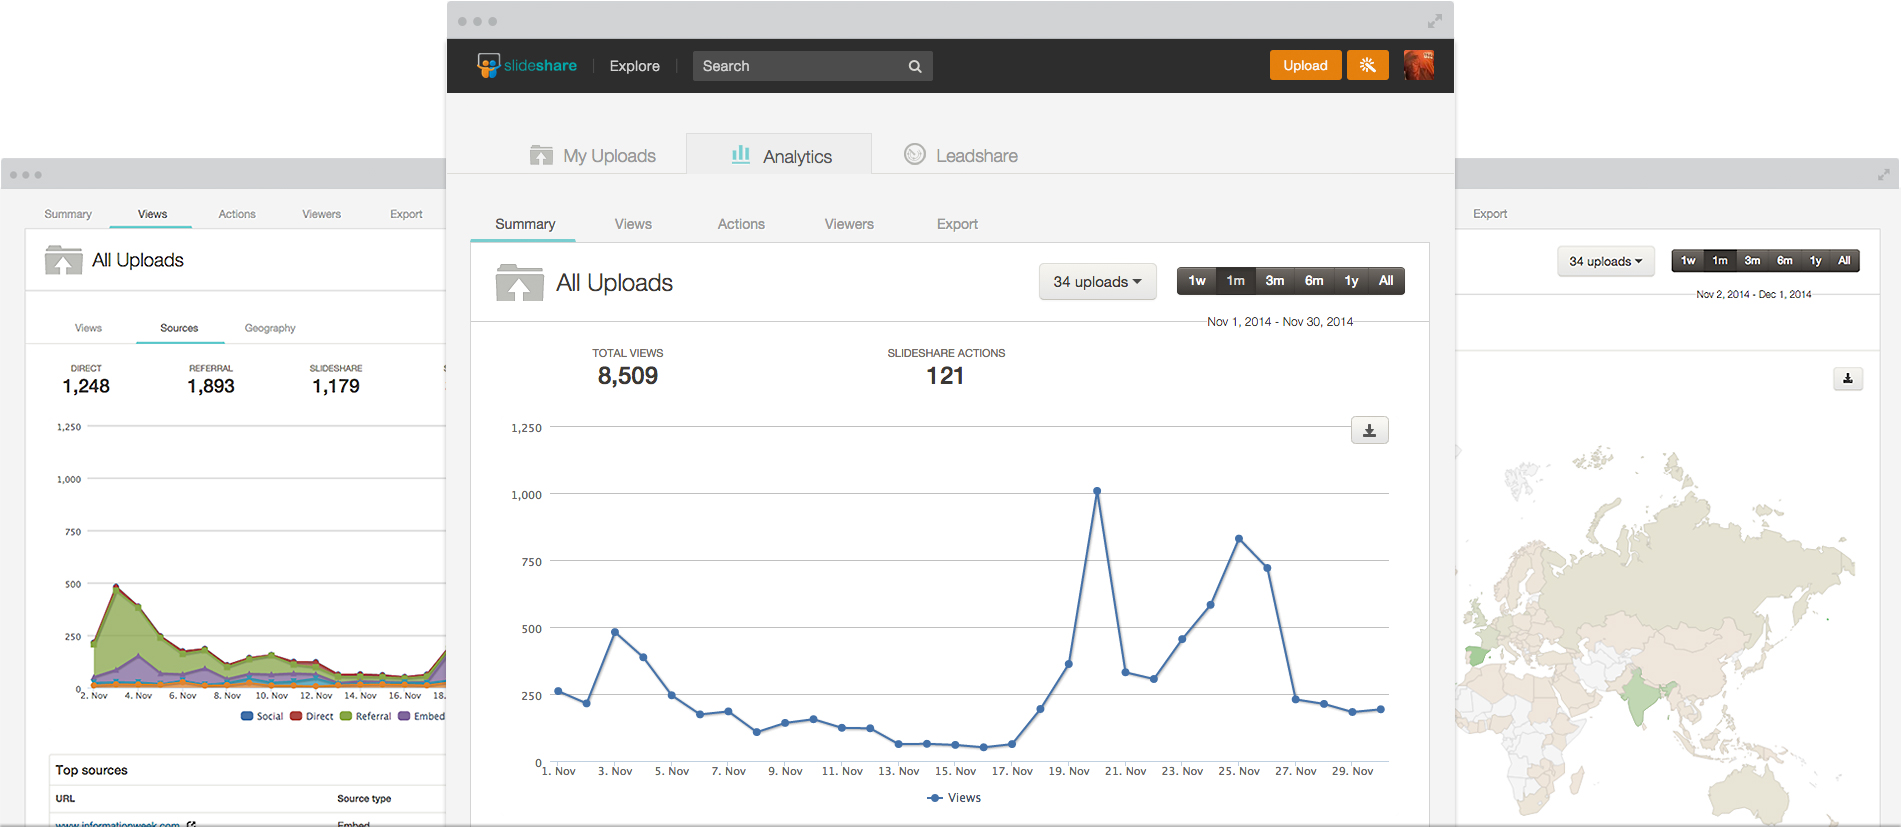 slideshare Explore Search Upload
My Uploads Analytics Leadshare
Summary Views Actions Viewers Export
All Uploads 34 uploads 1w 1m 3m 6m 1y All
Nov 1, 2014 - Nov 30, 2014
TOTAL VIEWS SLIDESHARE ACTIONS
8,509 121
1,250
1,000
750
500
250
0
1. Nov 3. Nov 5. Nov 7. Nov 9. Nov 11. Nov 13. Nov 15. Nov 17. Nov 19. Nov 21. Nov 23. Nov 25. Nov 27. Nov 29. Nov
Views
Summary Views Actions Viewers Export
All Uploads
Views Sources Geography
DIRECT REFERRAL SLIDESHARE
1,248 1,893 1,179
1,250
1,000
750
500
250
0
2. Nov 4. Nov 6. Nov 8. Nov 10. Nov 12. Nov 14. Nov 16. Nov 18.
Social Direct Referral Embed
Top sources
URL Source type
www.informationweek.com Embed
Export
34 uploads 1w 1m 3m 6m 1y All
Nov 2, 2014 - Dec 1, 2014